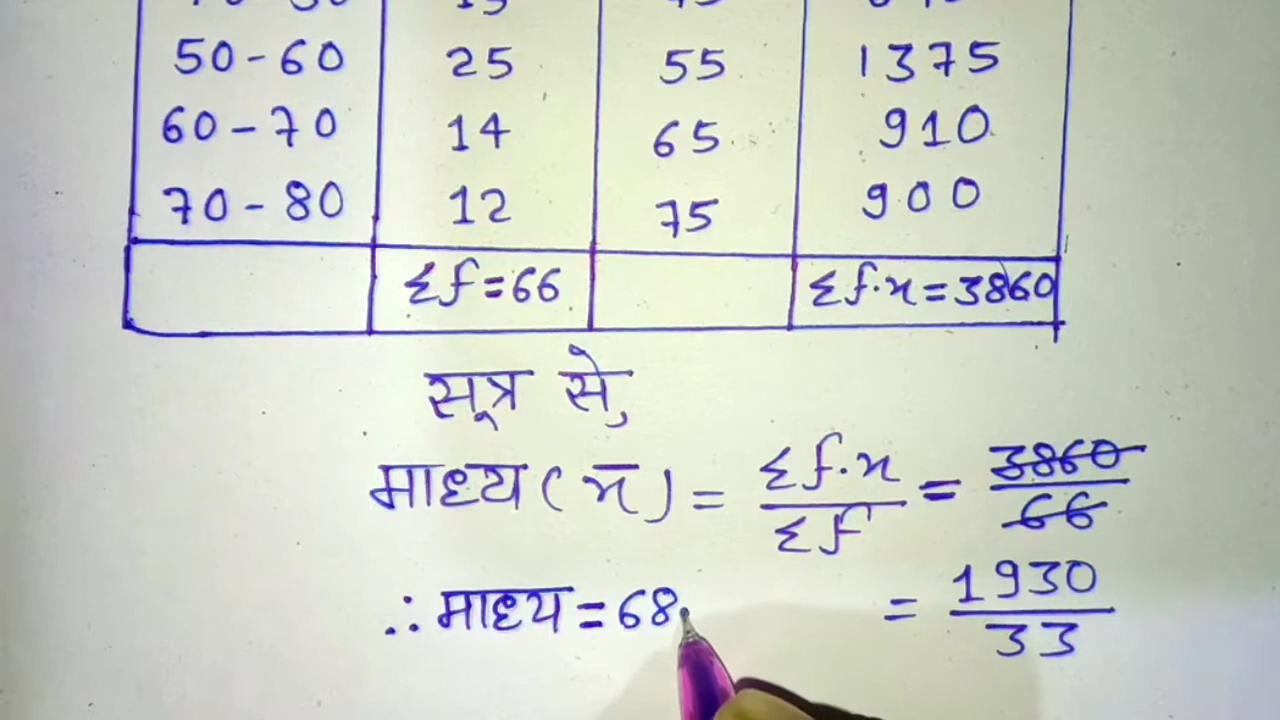 50-60 25 55 1375
60-70 14 65 910
70-80 12 75 900
Σf=66 Σf.x=3860
सूत्र से,
माध्य(x̄) = Σf.x/Σf = 3860/66
∴ माध्य = 68. = 1930/33